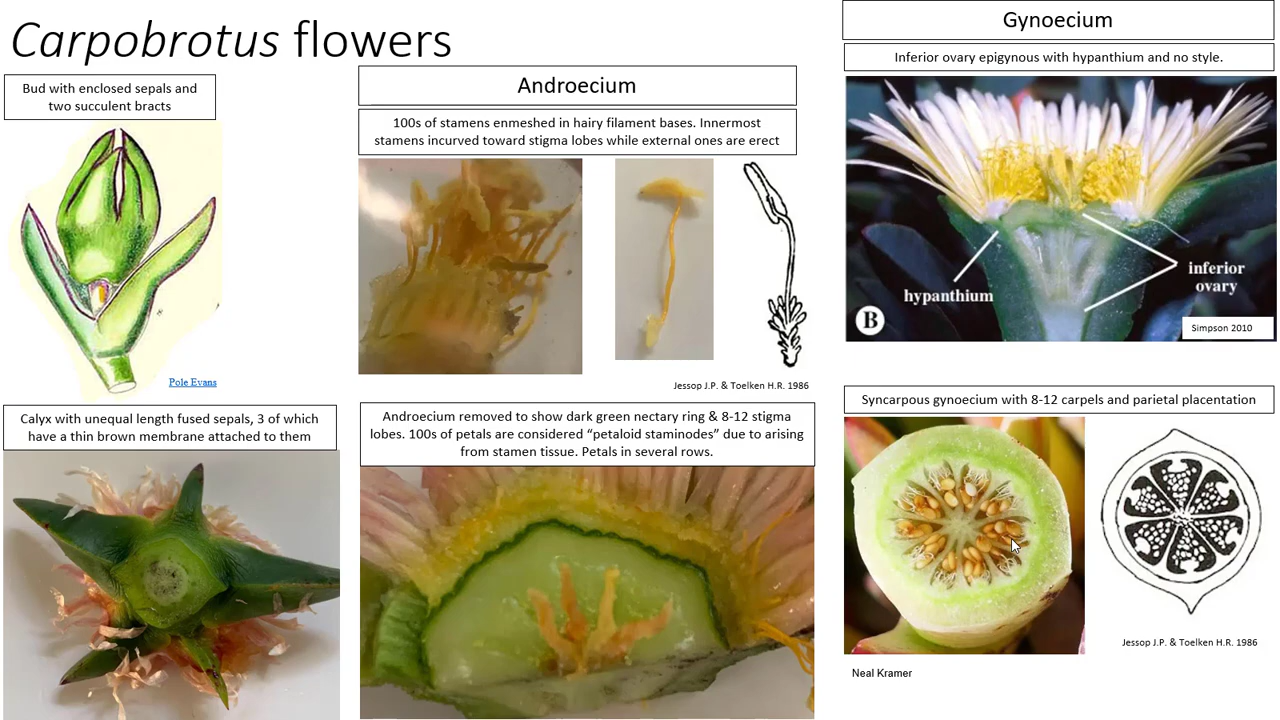 Carpobrotus flowers
Bud with enclosed sepals and
two succulent bracts
Pole Evans
Calyx with unequal length fused sepals, 3 of which
have a thin brown membrane attached to them
Androecium
100s of stamens enmeshed in hairy filament bases. Innermost
stamens incurved toward stigma lobes while external ones are erect
Jessop J.P. & Toelken H.R. 1986
Androecium removed to show dark green nectary ring & 8-12 stigma
lobes. 100s of petals are considered “petaloid staminodes” due to arising
from stamen tissue. Petals in several rows.
Gynoecium
Inferior ovary epigynous with hypanthium and no style.
hypanthium
inferior
ovary
B
Simpson 2010
Syncarpous gynoecium with 8-12 carpels and parietal placentation
Jessop J.P. & Toelken H.R. 1986
Neal Kramer